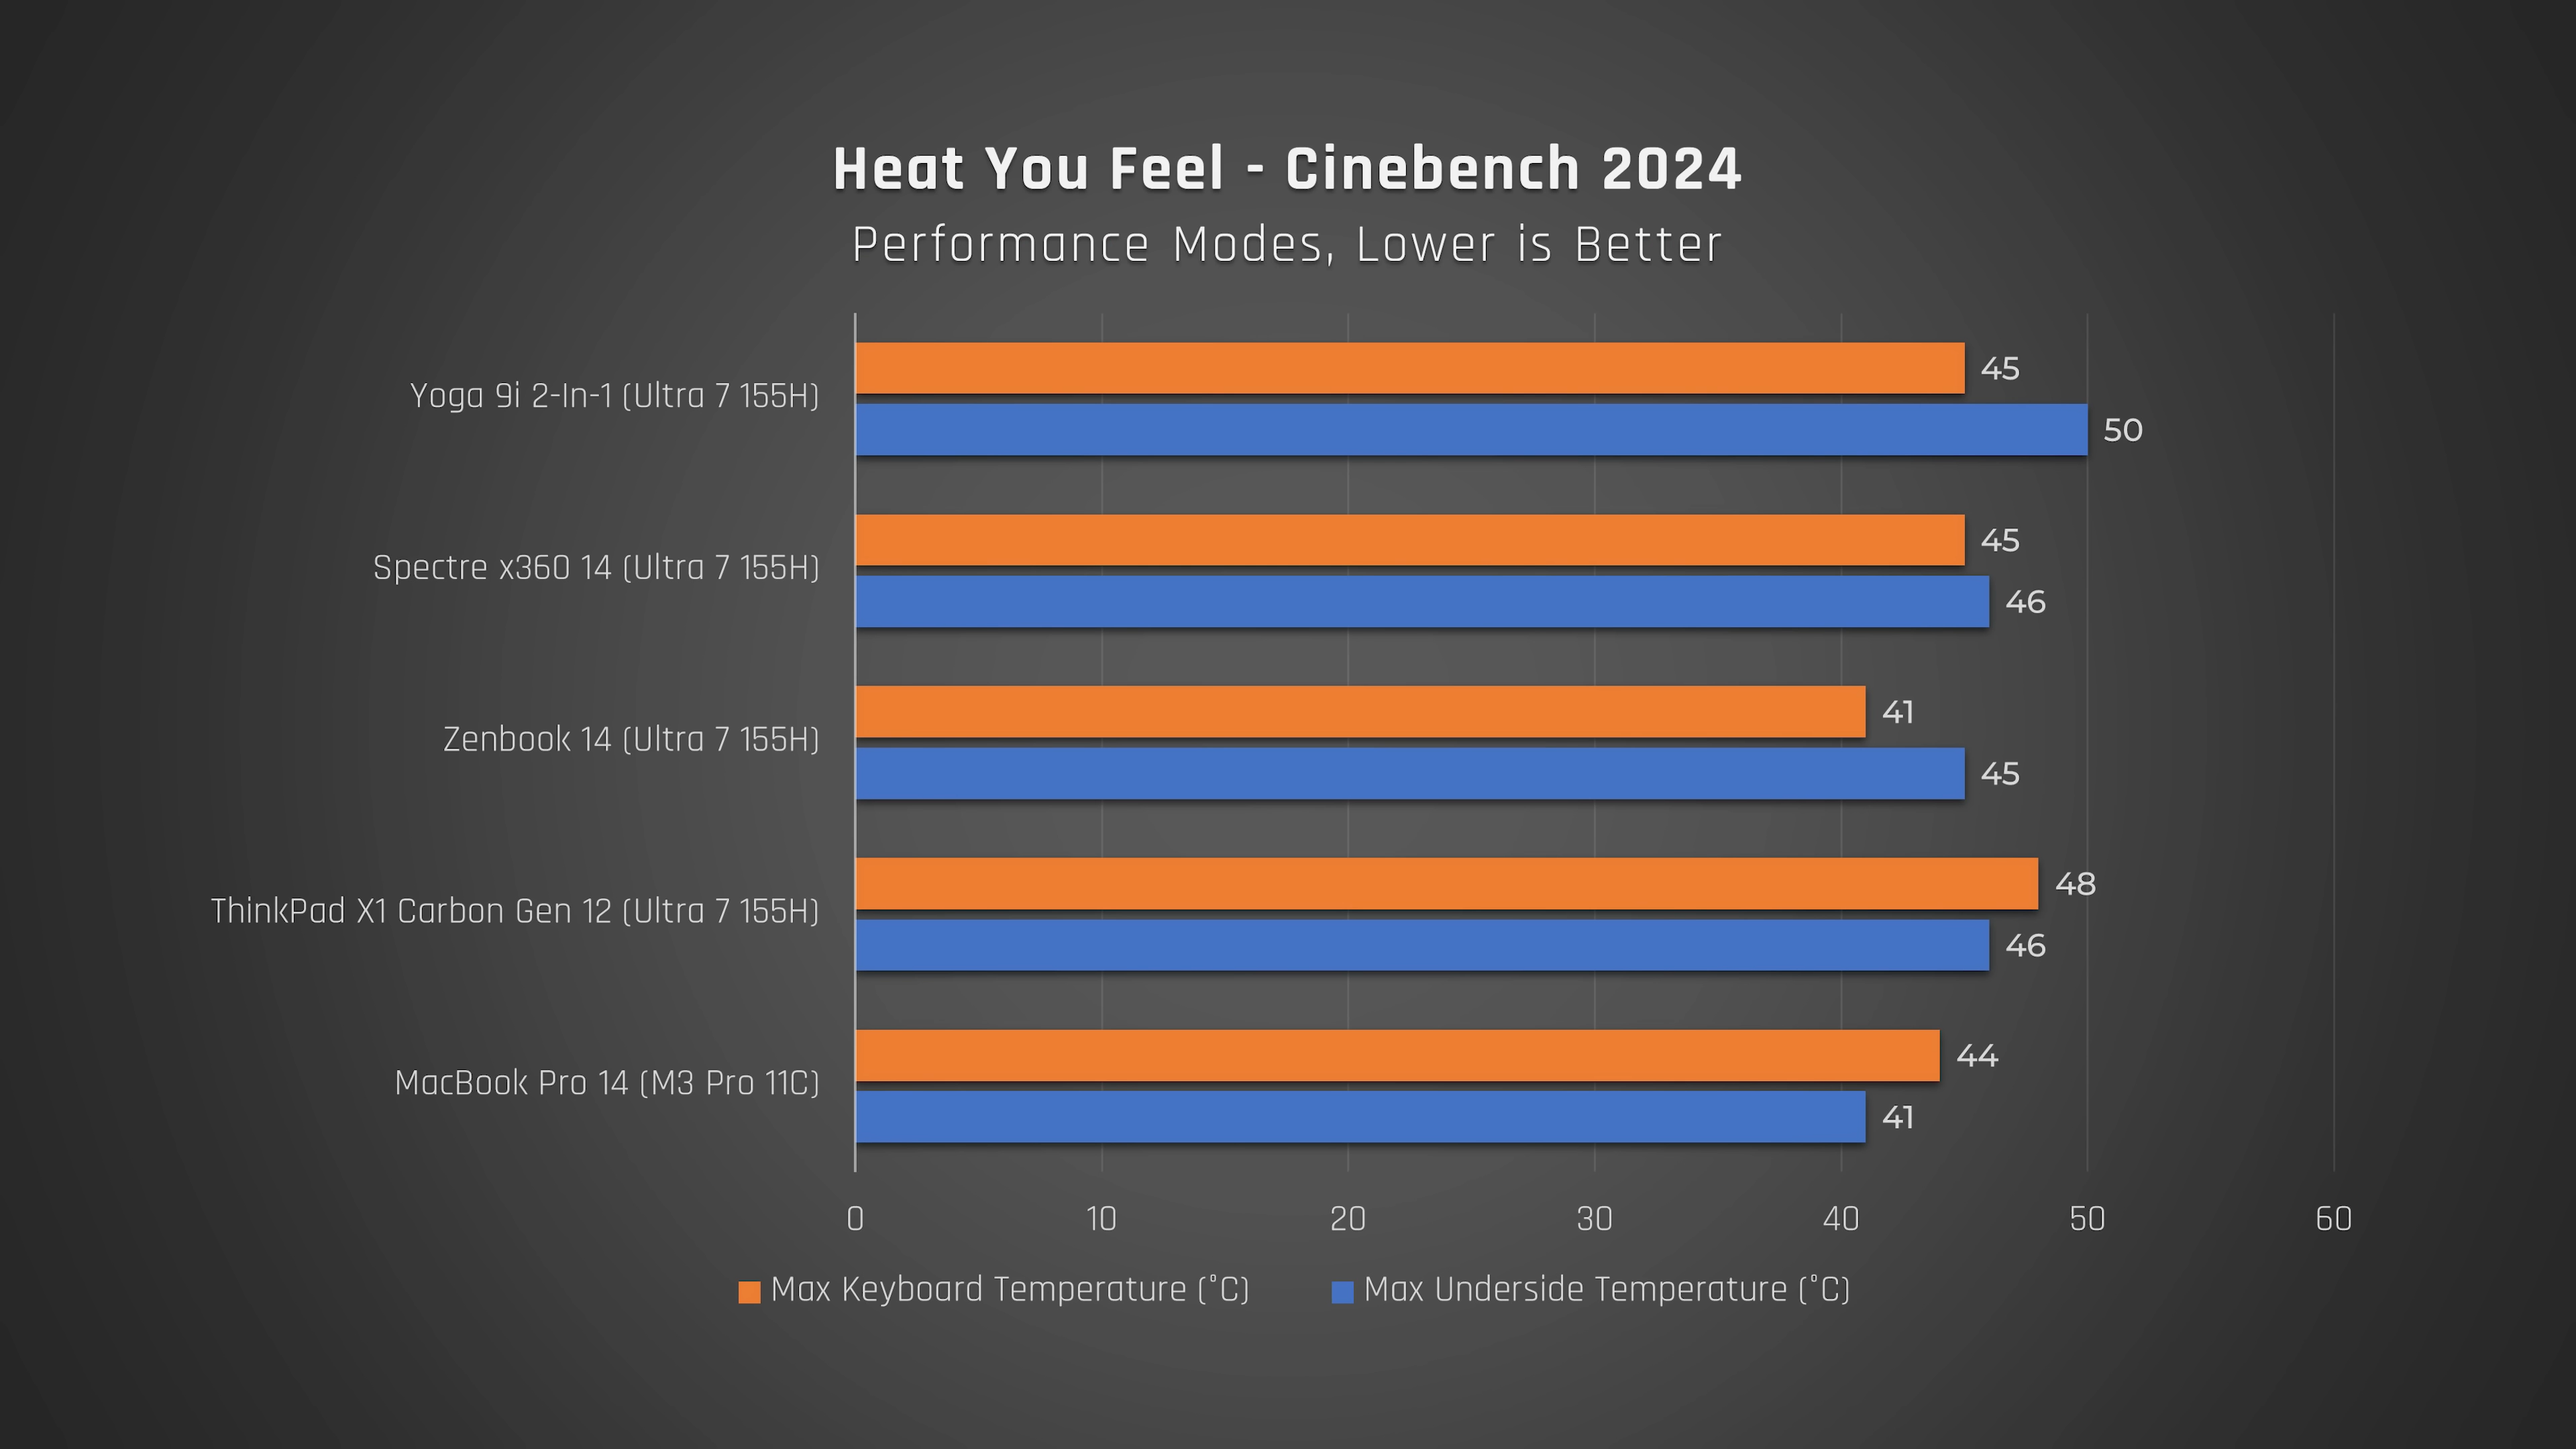 Heat You Feel - Cinebench 2024
Performance Modes, Lower is Better
Yoga 9i 2-In-1 (Ultra 7 155H)
45
50
Spectre x360 14 (Ultra 7 155H)
45
46
Zenbook 14 (Ultra 7 155H)
41
45
ThinkPad X1 Carbon Gen 12 (Ultra 7 155H)
48
46
MacBook Pro 14 (M3 Pro 11C)
44
41
0 10 20 30 40 50 60
Max Keyboard Temperature (°C) Max Underside Temperature (°C)